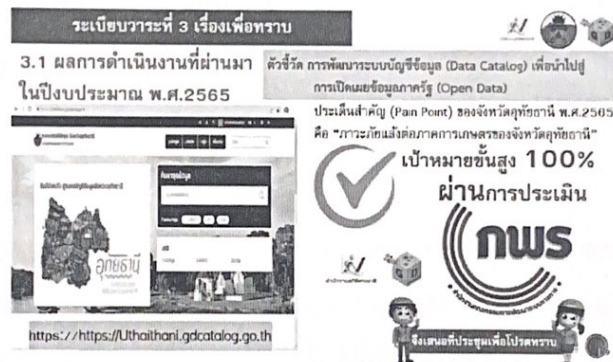 ระเบียบวาระที่ 3 เรื่องเพื่อทราบ
3.1 ผลการดำเนินงานที่ผ่านมา
ในปีงบประมาณ พ.ศ.2565
ตัวชี้วัด การพัฒนาระบบบัญชีข้อมูล (Data Catalog) เพื่อนำไปสู่
การเปิดเผยข้อมูลภาครัฐ (Open Data)
ประเด็นสำคัญ (Pain Point) ของจังหวัดอุทัยธานี พ.ศ.2565
คือ “ภาวะภัยแล้งต่อภาคการเกษตรของจังหวัดอุทัยธานี”
เป้าหมายขั้นสูง 100%
ผ่านการประเมิน
กพร
อุทัยธานี
https://https://Uthaithani.gdcatalog.go.th
จึงเสนอที่ประชุมเพื่อโปรดทราบ